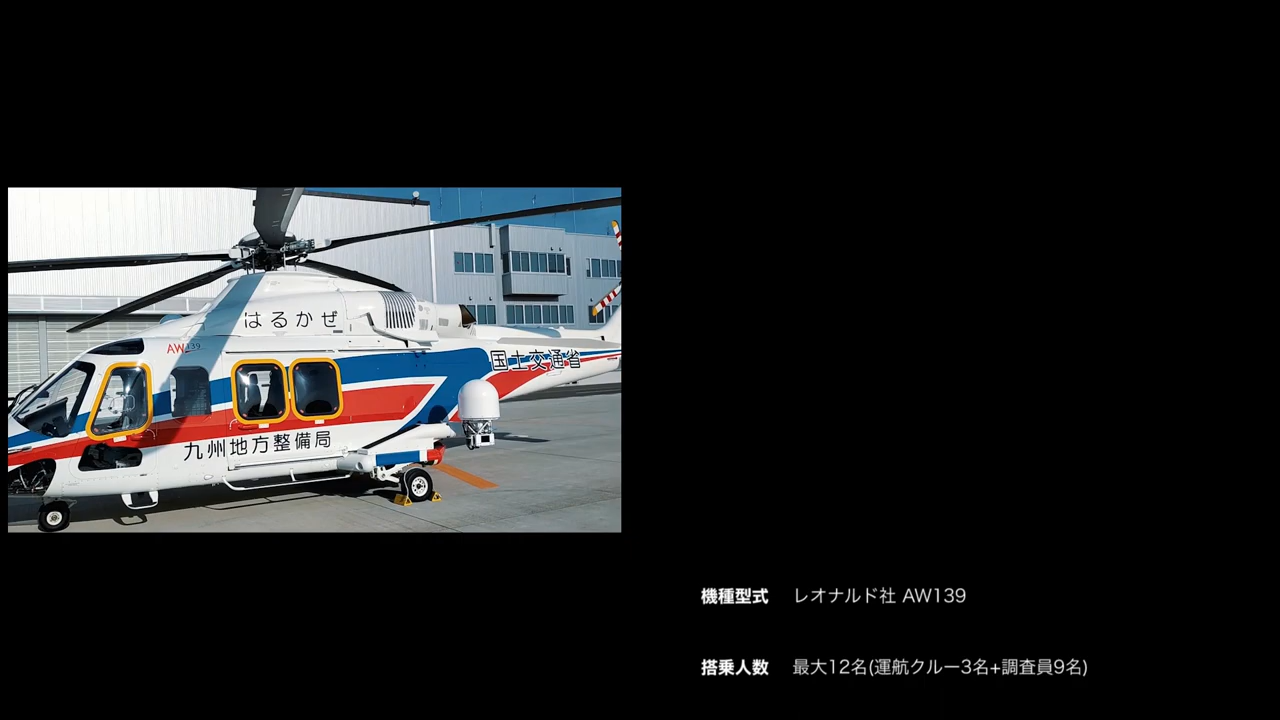 はるかぜ
AW139
国土交通省
九州地方整備局
機種型式 レオナルド社 AW139
搭乗人数 最大12名(運航クルー3名+調査員9名)